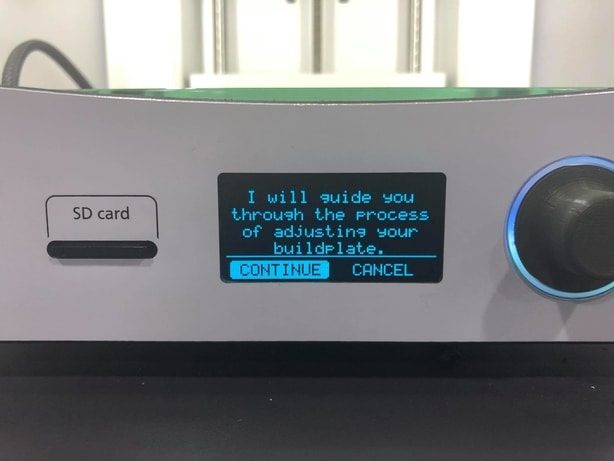 SD card
I will guide you
through the process
of adjusting your
buildplate.
CONTINUE CANCEL